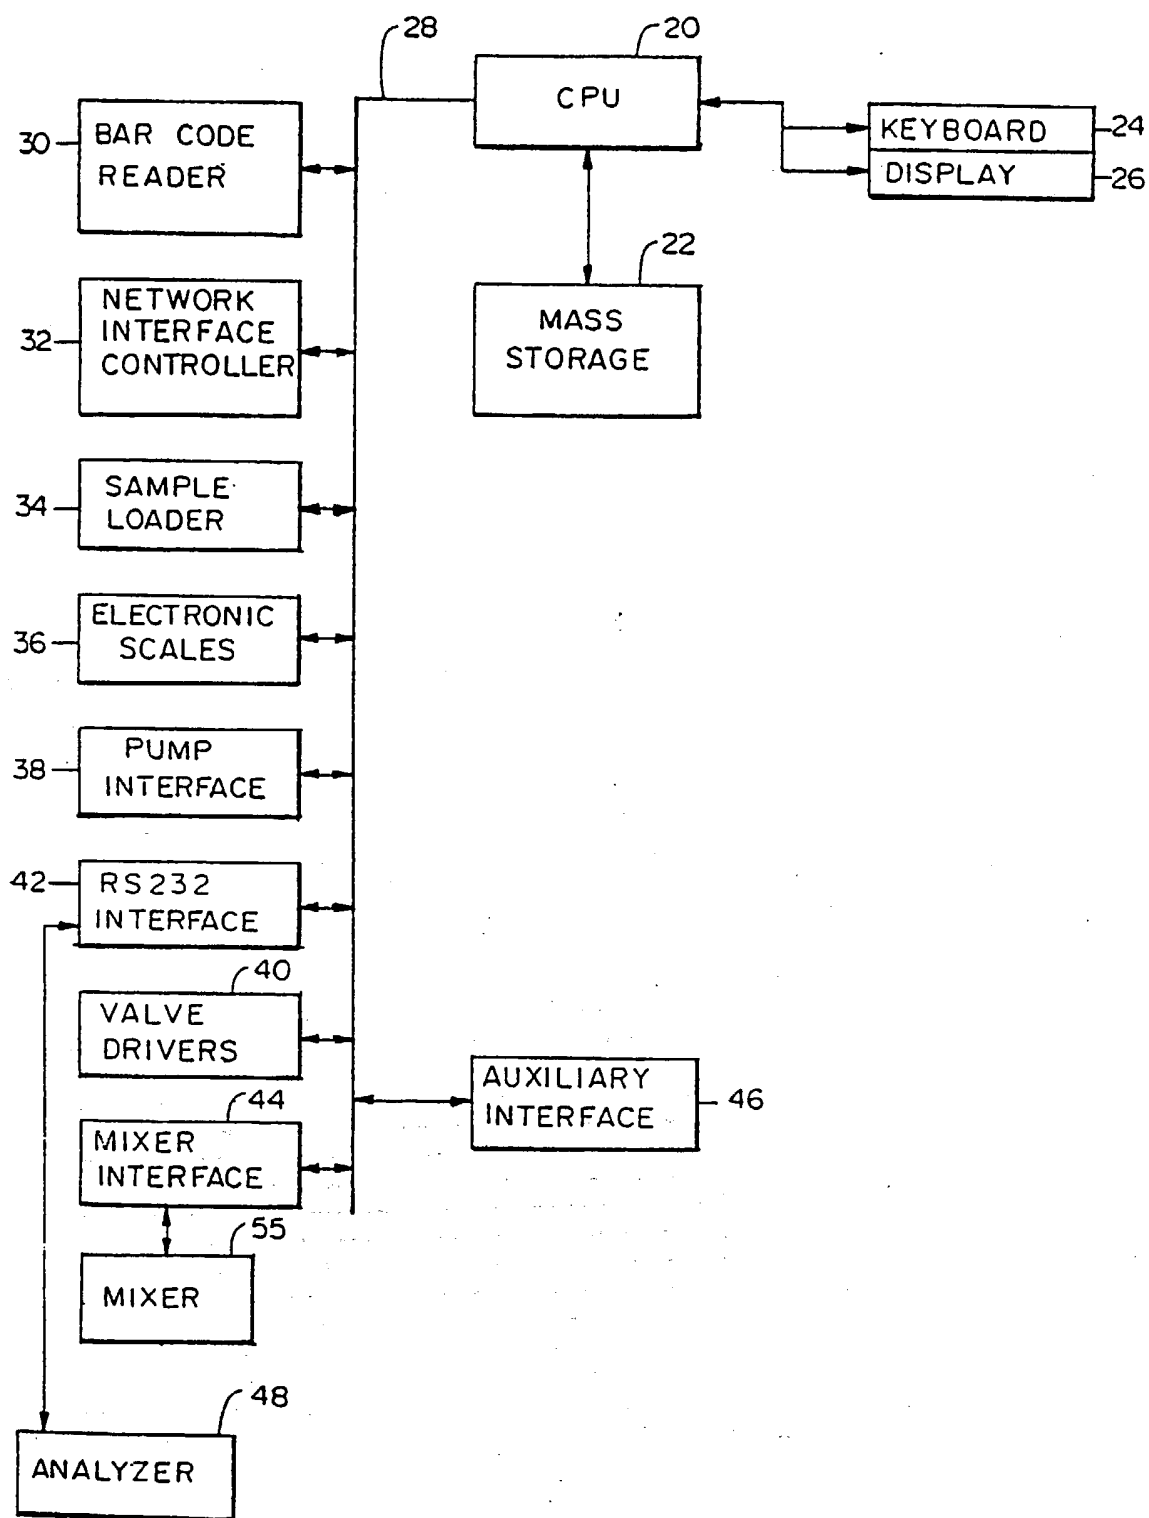 28
20
CPU
30
BAR CODE
READER
KEYBOARD
24
DISPLAY
26
22
MASS
STORAGE
32
NETWORK
INTERFACE
CONTROLLER
34
SAMPLE
LOADER
36
ELECTRONIC
SCALES
38
PUMP
INTERFACE
42
RS232
INTERFACE
40
VALVE
DRIVERS
AUXILIARY
INTERFACE
46
44
MIXER
INTERFACE
55
MIXER
48
ANALYZER